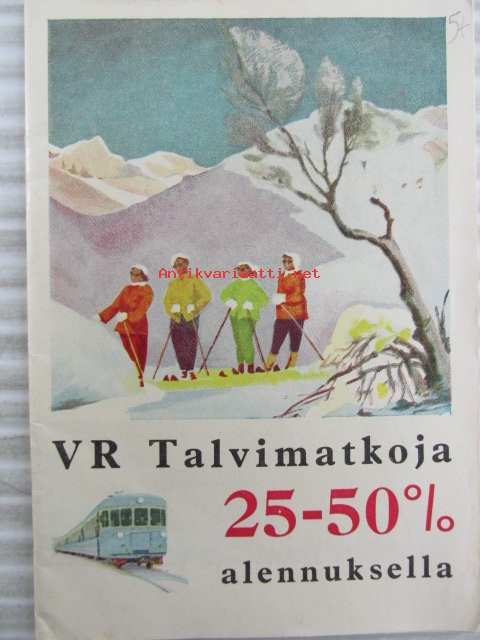 5,-
Antikvariaatti.net
VR Talvimatkoja
25-50%
alennuksella